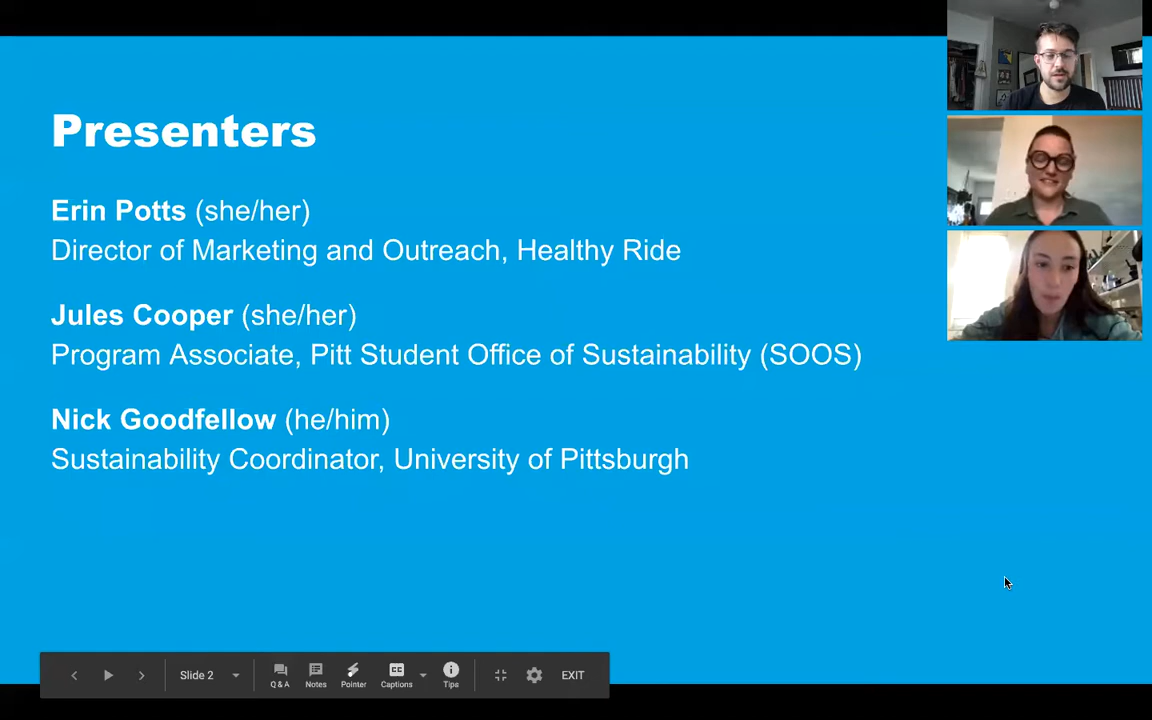 Presenters
Erin Potts (she/her)
Director of Marketing and Outreach, Healthy Ride
Jules Cooper (she/her)
Program Associate, Pitt Student Office of Sustainability (SOOS)
Nick Goodfellow (he/him)
Sustainability Coordinator, University of Pittsburgh
Slide 2
Q & A
Notes
Pointer
CC
Captions
Tips
EXIT